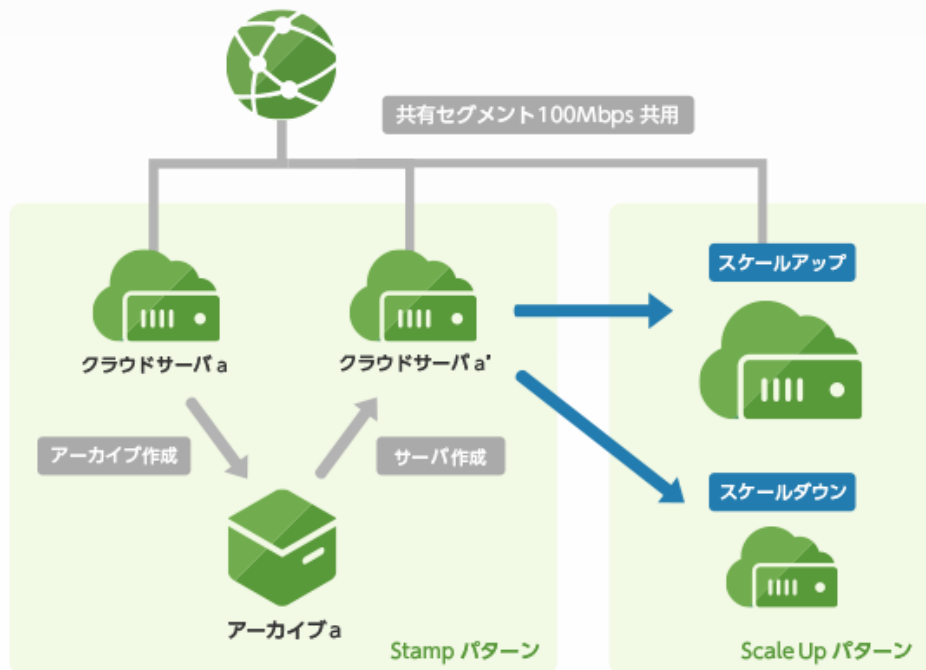 共有セグメント100Mbps 共用
スケールアップ
クラウドサーバ a
クラウドサーバ a'
アーカイブ作成
サーバ作成
スケールダウン
アーカイブ a
Stamp パターン
Scale Up パターン